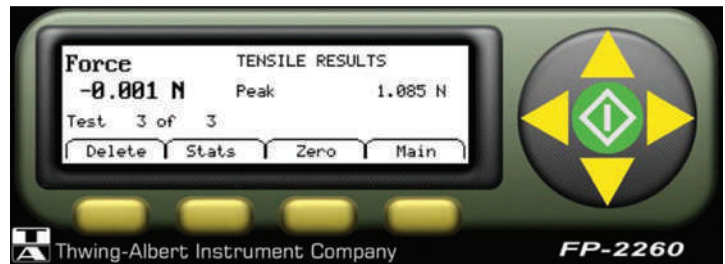 Force
-0.001 N
TENSILE RESULTS
Peak 1.085 N
Test 3 of 3
Delete Stats Zero Main
TA Thwing-Albert Instrument Company
FP-2260